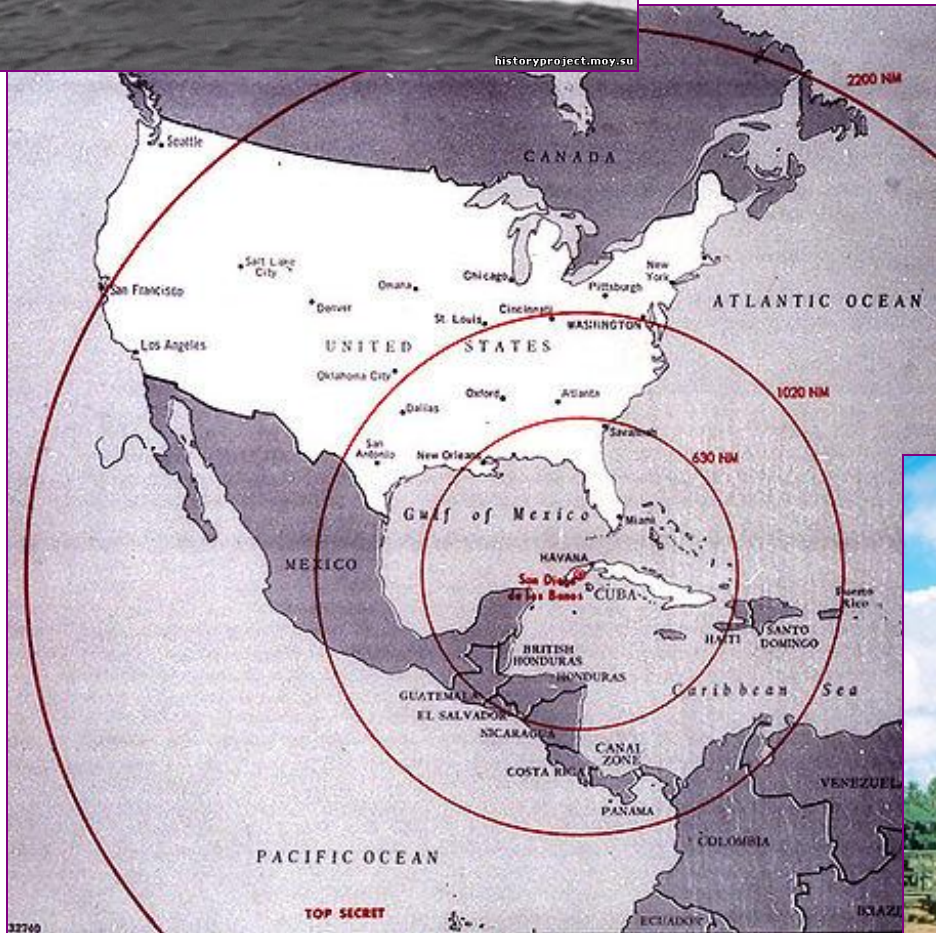 historyproject.moy.su
2200 NM
Seattle
CANADA
Salt Lake
City
San Francisco
Omaha
Chicago
New
York
Pittsburgh
Denver
St. Louis
Cincinnati
WASHINGTON
ATLANTIC OCEAN
Los Angeles
UNITED STATES
Oklahoma City
1020 NM
Oxford
Atlanta
Dallas
Savannah
San
Antonio
New Orleans
630 NM
Gulf of Mexico
Miami
HAVANA
MEXICO
San Diego
de los Banos
CUBA
Puerto
Rico
HAITI
SANTO
DOMINGO
BRITISH
HONDURAS
HONDURAS
GUATEMALA
Caribbean Sea
EL SALVADOR
NICARAGUA
CANAL
ZONE
COSTA RICA
VENEZUEL
PANAMA
COLOMBIA
PACIFIC OCEAN
TOP SECRET
BRAZI
ECUADOR
32760